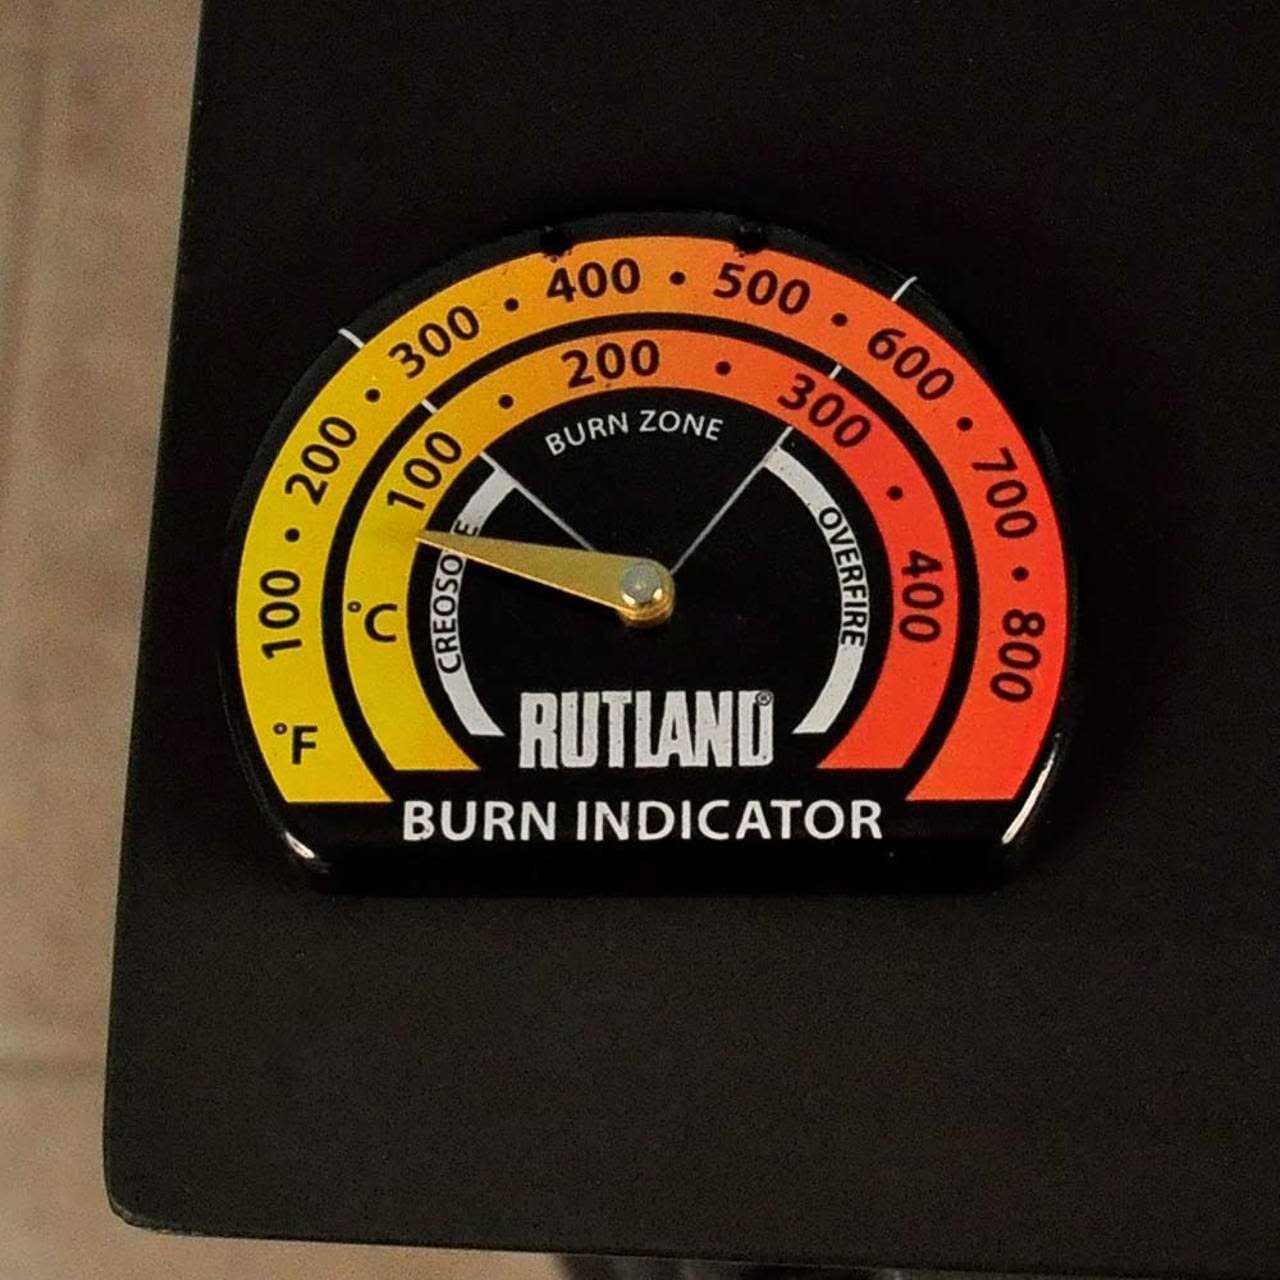 100 • 200 • 300 • 400 • 500 • 600 • 700 • 800
°F
100 • 200 • 300 • 400
°C
BURN ZONE
CREOSOTE
OVERFIRE
RUTLAND®
BURN INDICATOR